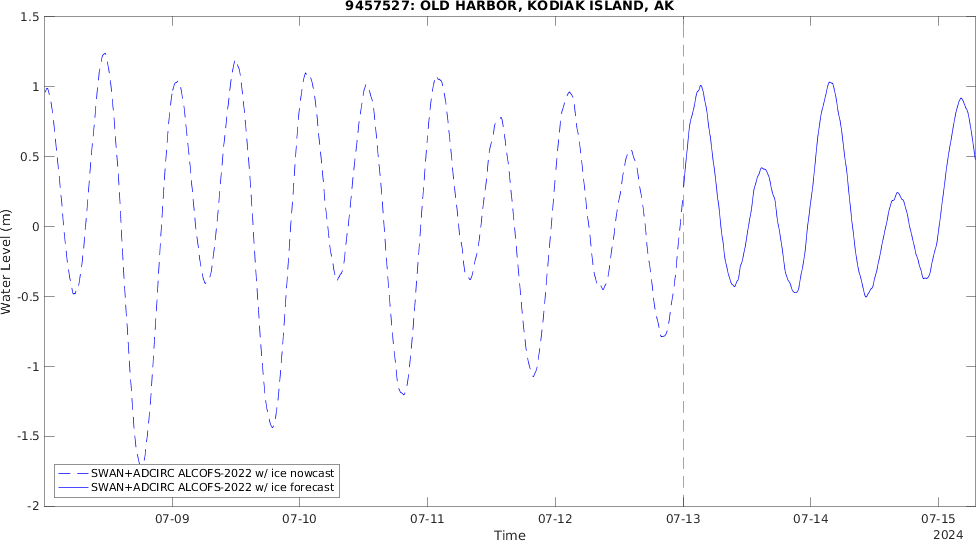 9457527: OLD HARBOR, KODIAK ISLAND, AK
1.5
1
0.5
0
-0.5
-1
-1.5
-2
Water Level (m)
SWAN+ADCIRC ALCOFS-2022 w/ ice nowcast
SWAN+ADCIRC ALCOFS-2022 w/ ice forecast
07-09 07-10 07-11 07-12 07-13 07-14 07-15
Time
2024